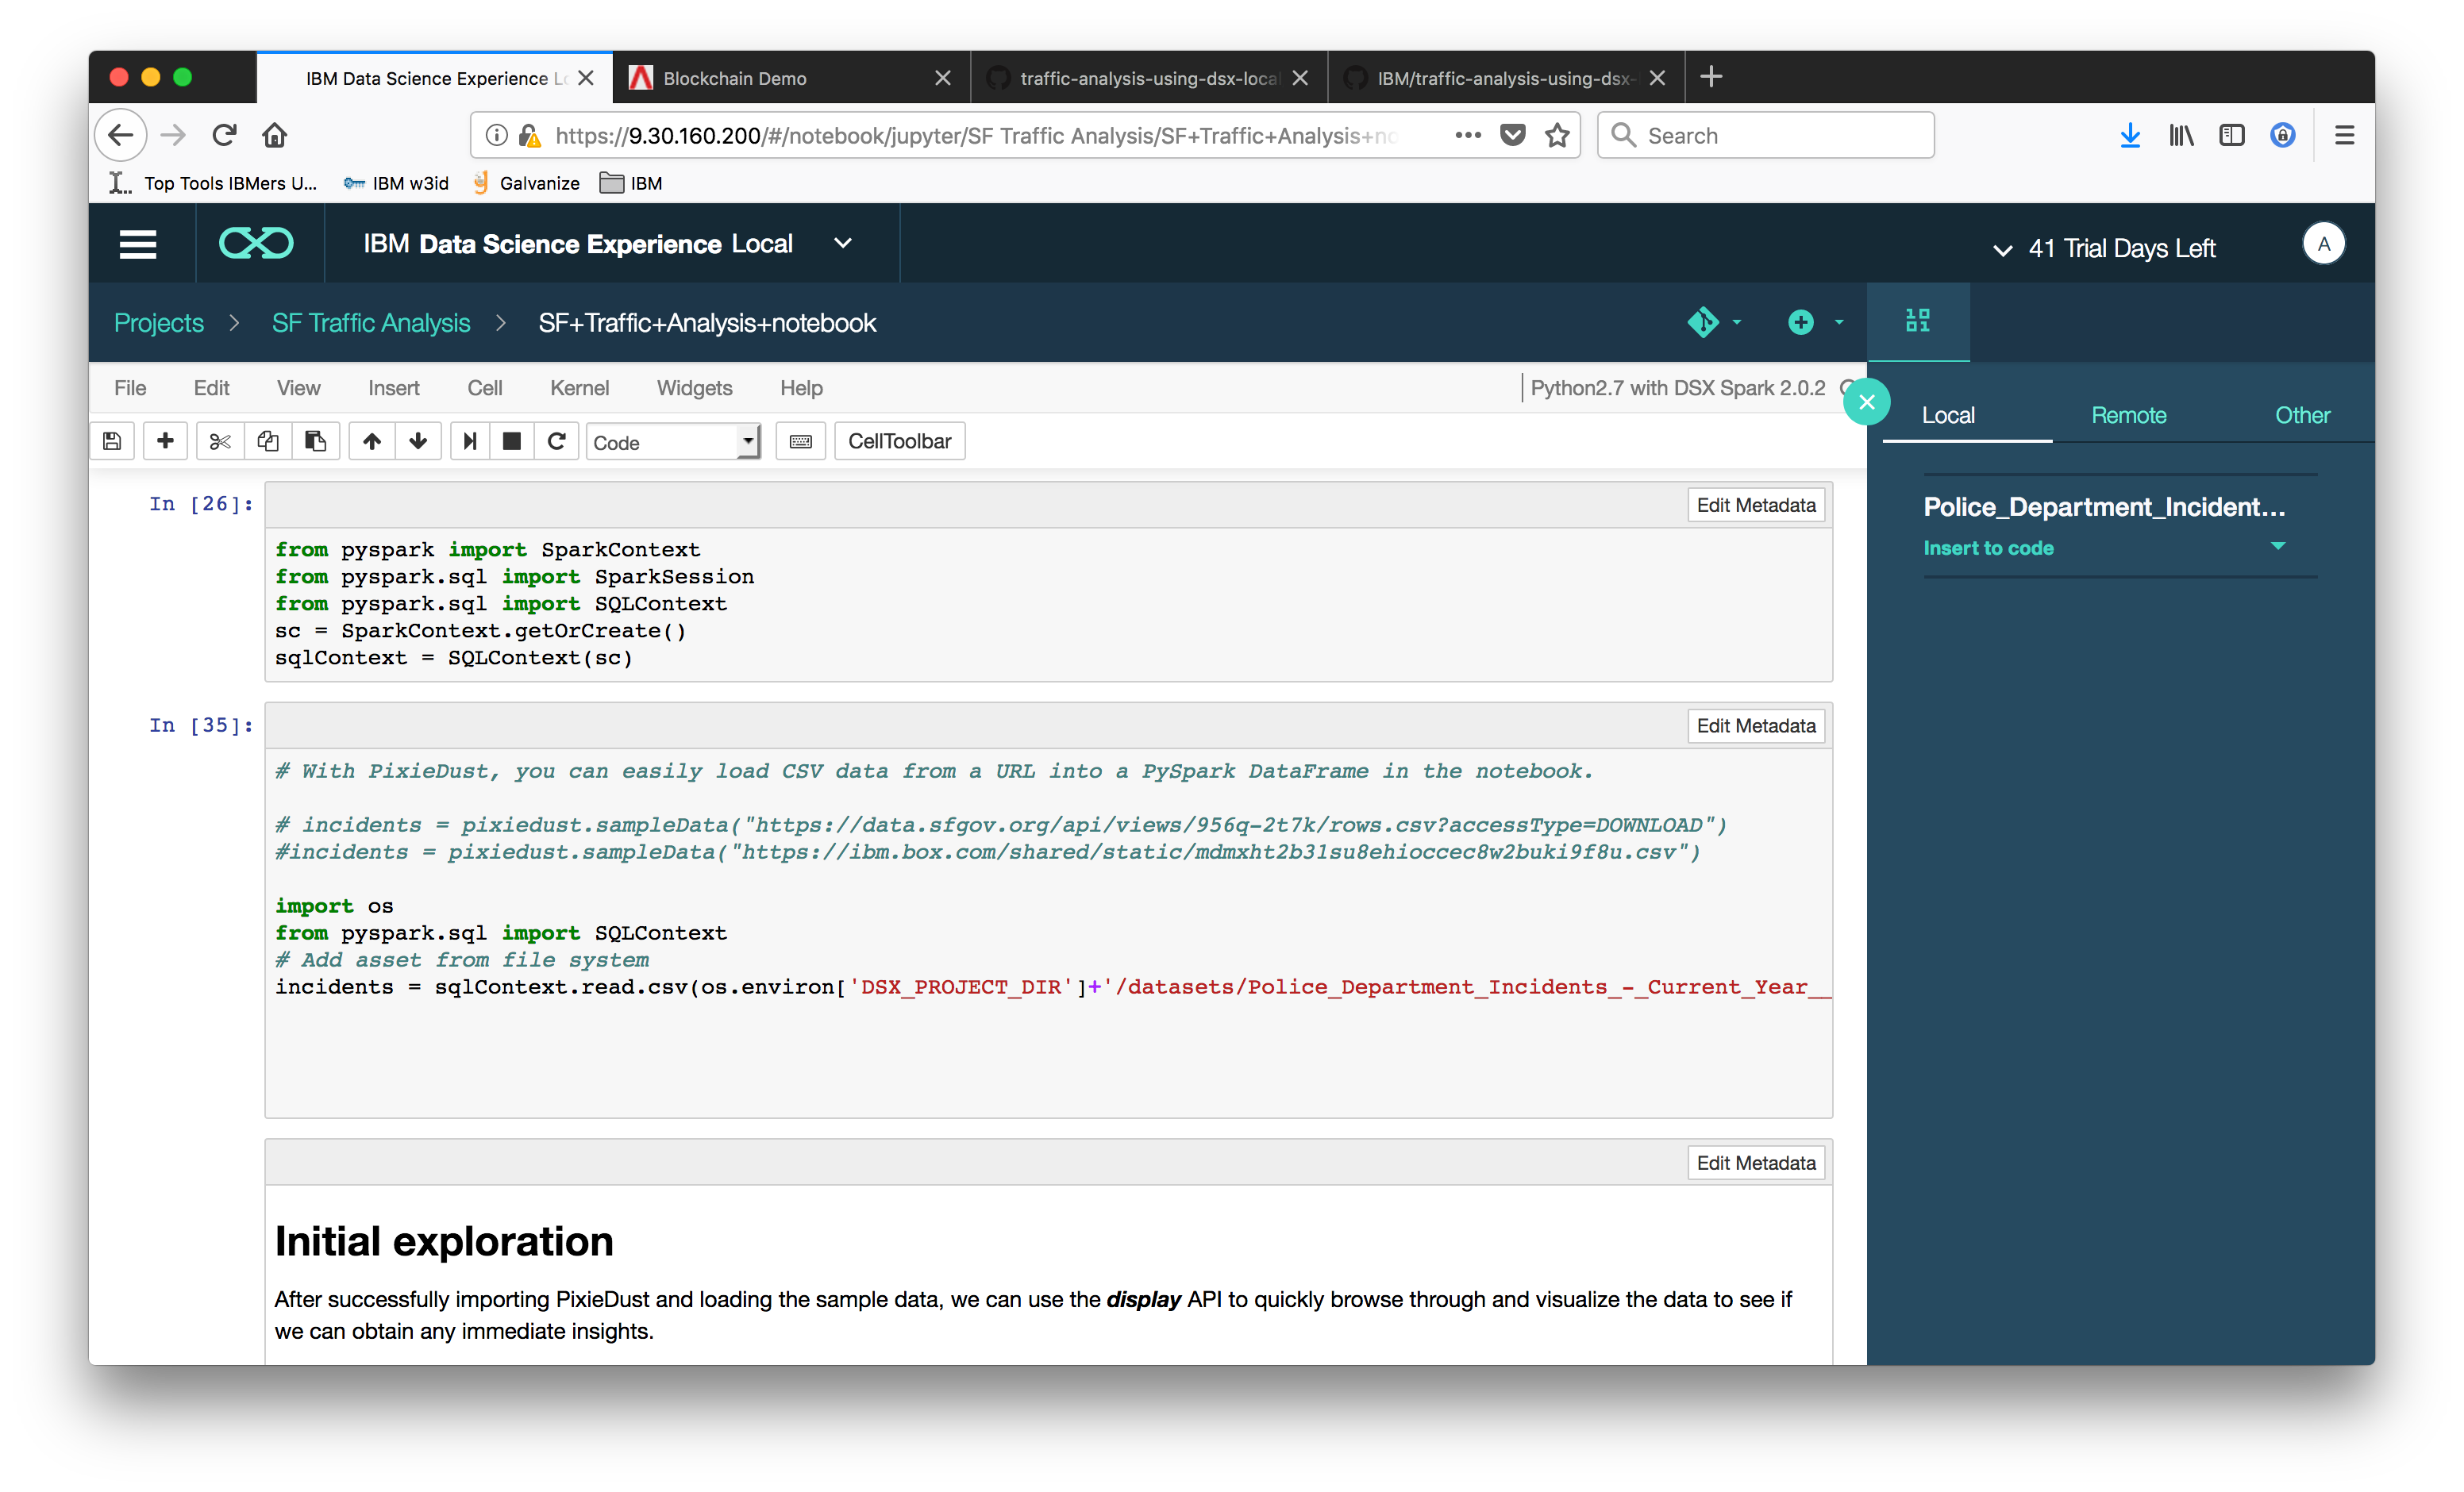 IBM Data Science Experience Lo
Blockchain Demo
traffic-analysis-using-dsx-local
IBM/traffic-analysis-using-dsx-
https://9.30.160.200/#/notebook/jupyter/SF Traffic Analysis/SF+Traffic+Analysis+no
Search
Top Tools IBMers U...
IBM w3id
Galvanize
IBM
IBM Data Science Experience Local
41 Trial Days Left
A
Projects > SF Traffic Analysis > SF+Traffic+Analysis+notebook
File Edit View Insert Cell Kernel Widgets Help
Python2.7 with DSX Spark 2.0.2
Local Remote Other
Code
CellToolbar
Police_Department_Incident...
Insert to code
In [26]:
Edit Metadata
from pyspark import SparkContext
from pyspark.sql import SparkSession
from pyspark.sql import SQLContext
sc = SparkContext.getOrCreate()
sqlContext = SQLContext(sc)
In [35]:
Edit Metadata
# With PixieDust, you can easily load CSV data from a URL into a PySpark DataFrame in the notebook.
# incidents = pixiedust.sampleData("https://data.sfgov.org/api/views/956q-2t7k/rows.csv?accessType=DOWNLOAD")
#incidents = pixiedust.sampleData("https://ibm.box.com/shared/static/mdmxht2b31su8ehioccec8w2buki9f8u.csv")
import os
from pyspark.sql import SQLContext
# Add asset from file system
incidents = sqlContext.read.csv(os.environ['DSX_PROJECT_DIR']+'/datasets/Police_Department_Incidents_-_Current_Year__
Edit Metadata
Initial exploration
After successfully importing PixieDust and loading the sample data, we can use the display API to quickly browse through and visualize the data to see if
we can obtain any immediate insights.